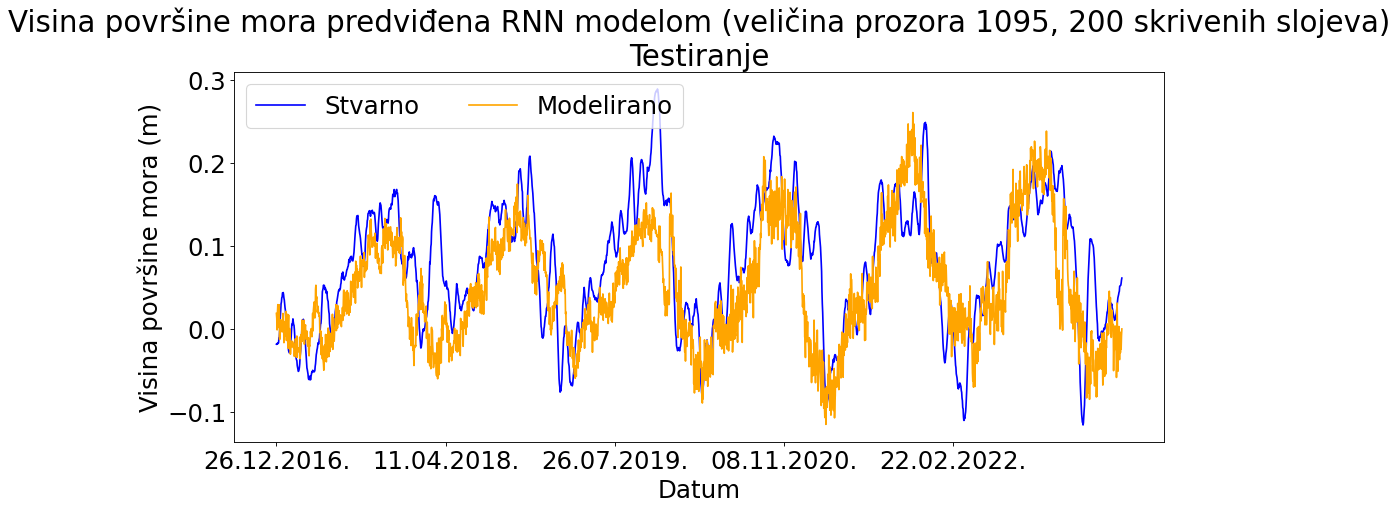 Visina površine mora predviđena RNN modelom (veličina prozora 1095, 200 skrivenih slojeva)
Testiranje
Stvarno
Modelirano
Visina površine mora (m)
0.3
0.2
0.1
0.0
−0.1
26.12.2016.
11.04.2018.
26.07.2019.
08.11.2020.
22.02.2022.
Datum